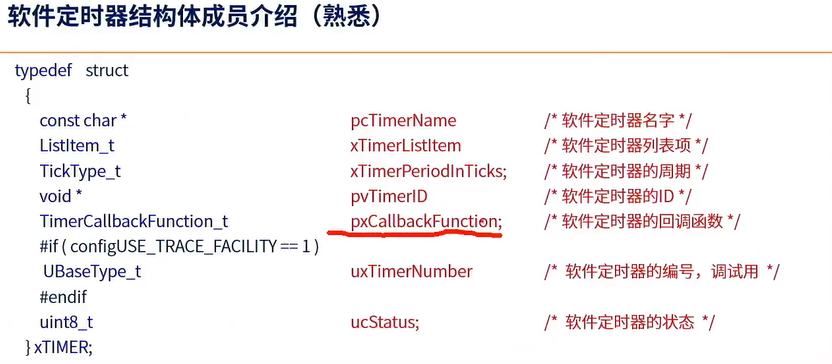 软件定时器结构体成员介绍（熟悉）
typedef struct
{
const char * pcTimerName /* 软件定时器名字 */
ListItem_t xTimerListItem /* 软件定时器列表项 */
TickType_t xTimerPeriodInTicks; /* 软件定时器的周期 */
void * pvTimerID /* 软件定时器的ID */
TimerCallbackFunction_t pxCallbackFunction; /* 软件定时器的回调函数 */
#if ( configUSE_TRACE_FACILITY == 1 )
UBaseType_t uxTimerNumber /* 软件定时器的编号，调试用 */
#endif
uint8_t ucStatus; /* 软件定时器的状态 */
} xTIMER;